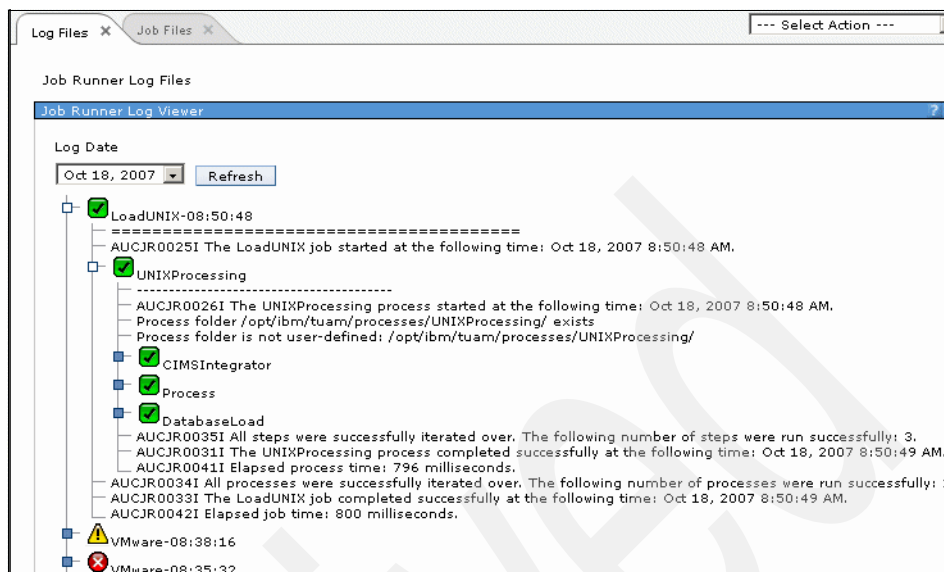 Log Files
Job Files
--- Select Action ---
Job Runner Log Files
Job Runner Log Viewer ?
Log Date
Oct 18, 2007 Refresh
LoadUNIX-08:50:48
========================================
AUCJR0025I The LoadUNIX job started at the following time: Oct 18, 2007 8:50:48 AM.
UNIXProcessing
------------------------------------
AUCJR0026I The UNIXProcessing process started at the following time: Oct 18, 2007 8:50:48 AM.
Process folder /opt/ibm/tuam/processes/UNIXProcessing/ exists
Process folder is not user-defined: /opt/ibm/tuam/processes/UNIXProcessing/
CIMSIntegrator
Process
DatabaseLoad
AUCJR0035I All steps were successfully iterated over. The following number of steps were run successfully: 3.
AUCJR0031I The UNIXProcessing process completed successfully at the following time: Oct 18, 2007 8:50:49 AM.
AUCJR0041I Elapsed process time: 796 milliseconds.
AUCJR0034I All processes were successfully iterated over. The following number of processes were run successfully:
AUCJR0033I The LoadUNIX job completed successfully at the following time: Oct 18, 2007 8:50:49 AM.
AUCJR0042I Elapsed job time: 800 milliseconds.
VMware-08:38:16
VMware-08:35:32